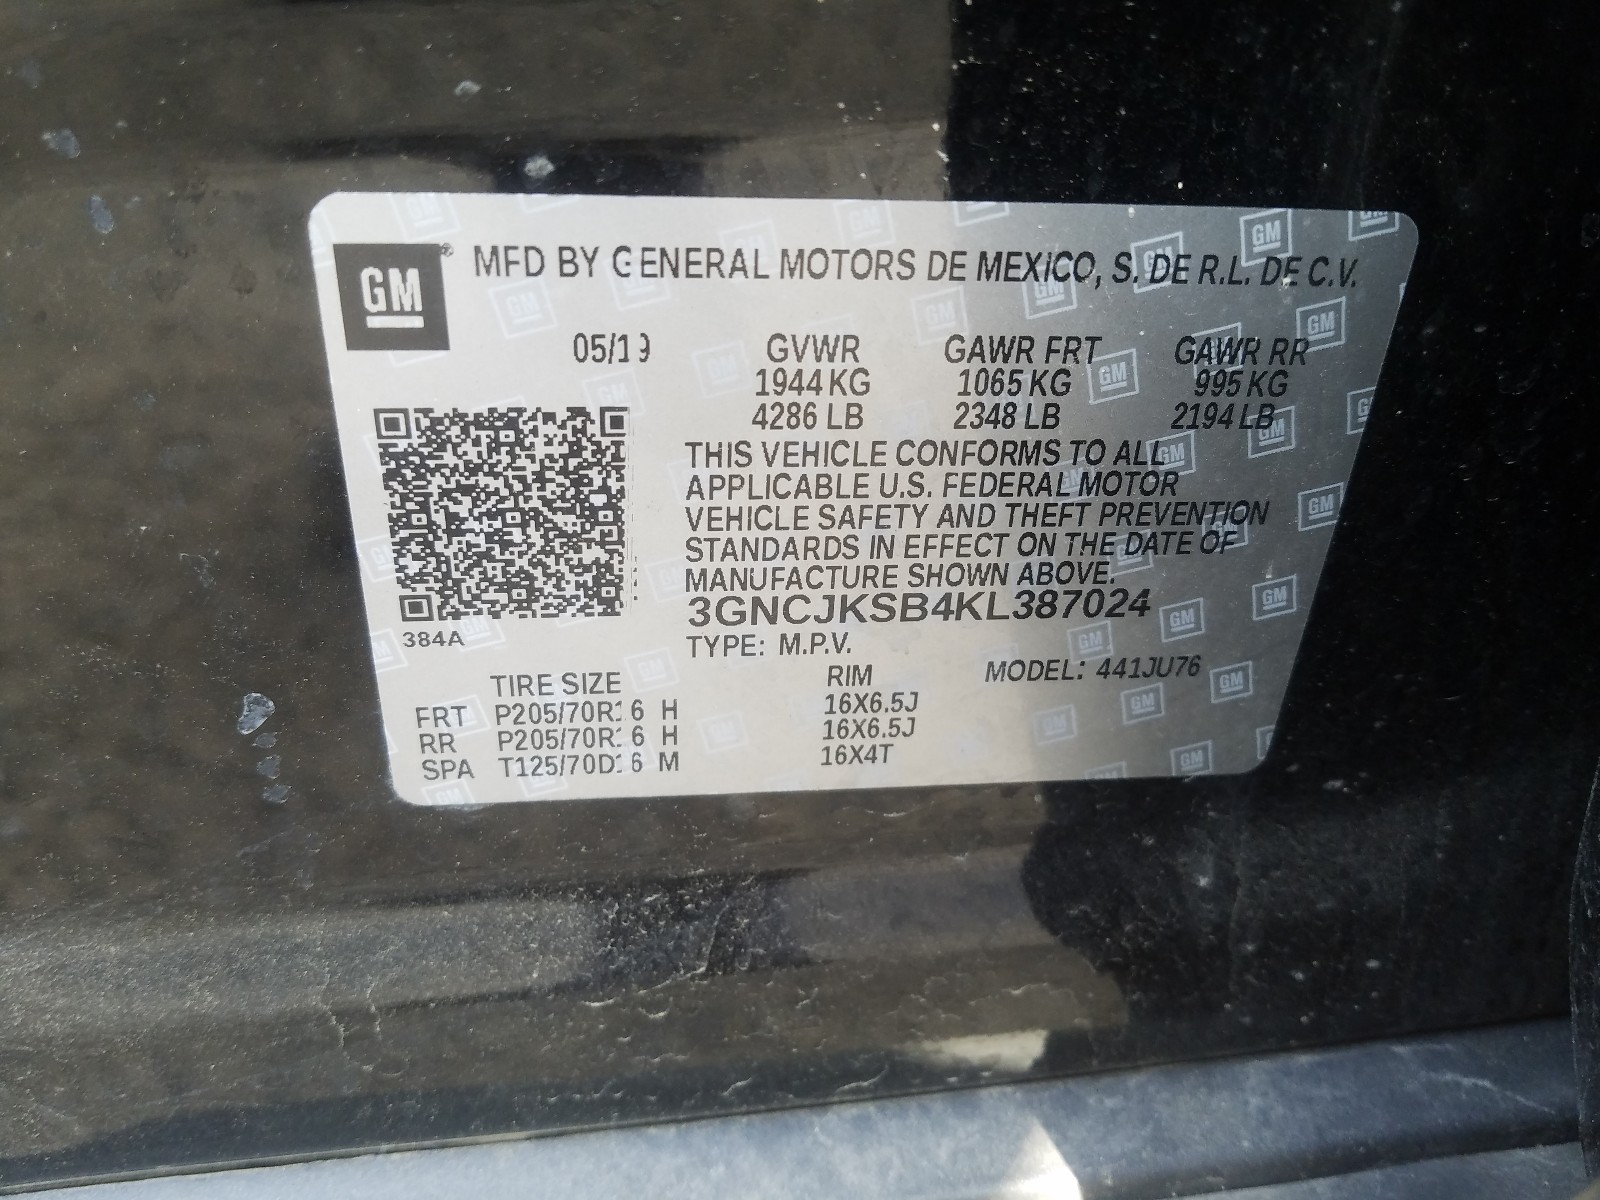 GM® MFD BY GENERAL MOTORS DE MEXICO, S. DE R.L. DE C.V.
05/19 GVWR GAWR FRT GAWR RR
1944 KG 1065 KG 995 KG
4286 LB 2348 LB 2194 LB
THIS VEHICLE CONFORMS TO ALL
APPLICABLE U.S. FEDERAL MOTOR
VEHICLE SAFETY AND THEFT PREVENTION
STANDARDS IN EFFECT ON THE DATE OF
MANUFACTURE SHOWN ABOVE.
3GNCJKSB4KL387024
384A
TYPE: M.P.V.
TIRE SIZE RIM MODEL: 441JU76
FRT P205/70R16 H 16X6.5J
RR P205/70R16 H 16X6.5J
SPA T125/70D16 M 16X4T